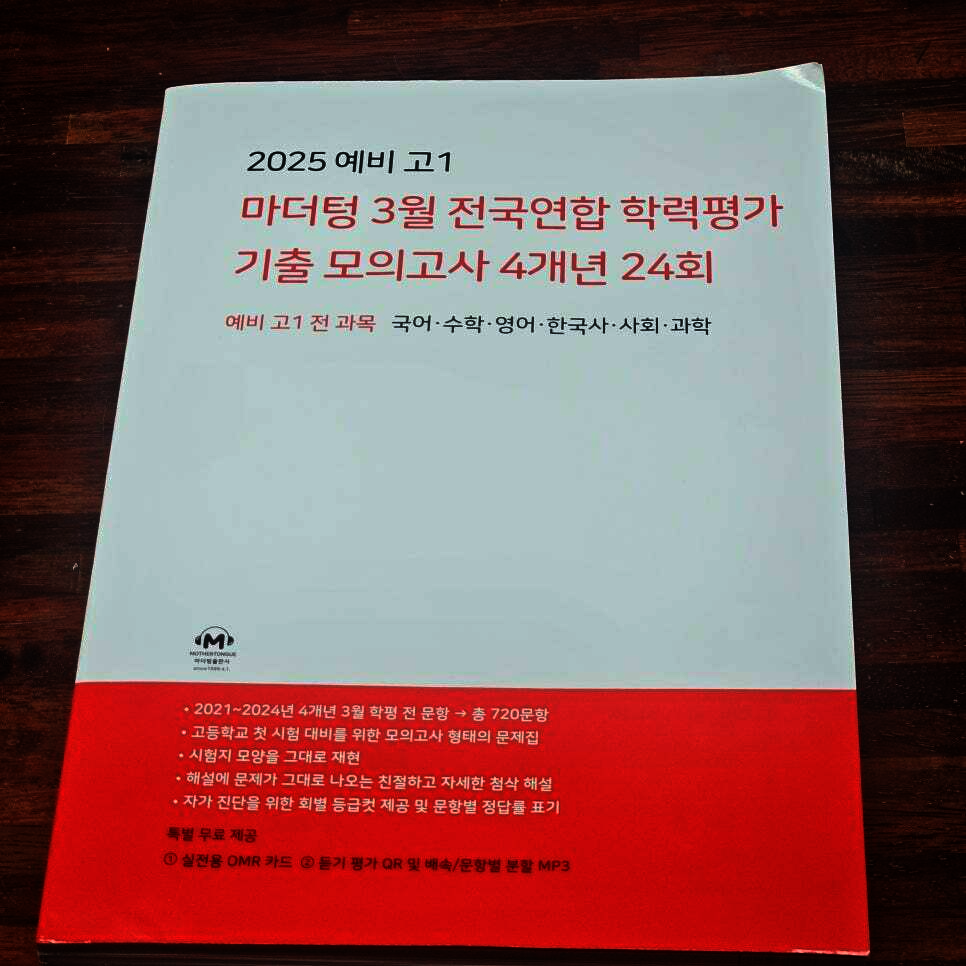 2025 예비 고1
마더텅 3월 전국연합 학력평가
기출 모의고사 4개년 24회
예비 고1 전 과목 국어·수학·영어·한국사·사회·과학
M
MOTHERTONGUE
마더텅출판사
• 2021~2024년 4개년 3월 학평 전 문항 → 총 720문항
• 고등학교 첫 시험 대비를 위한 모의고사 형태의 문제집
• 시험지 모양을 그대로 재현
• 해설에 문제가 그대로 나오는 친절하고 자세한 첨삭 해설
• 자가 진단을 위한 회별 등급컷 제공 및 문항별 정답률 표기
특별 무료 제공
① 실전용 OMR 카드 ② 듣기 평가 QR 및 배속/문항별 분할 MP3